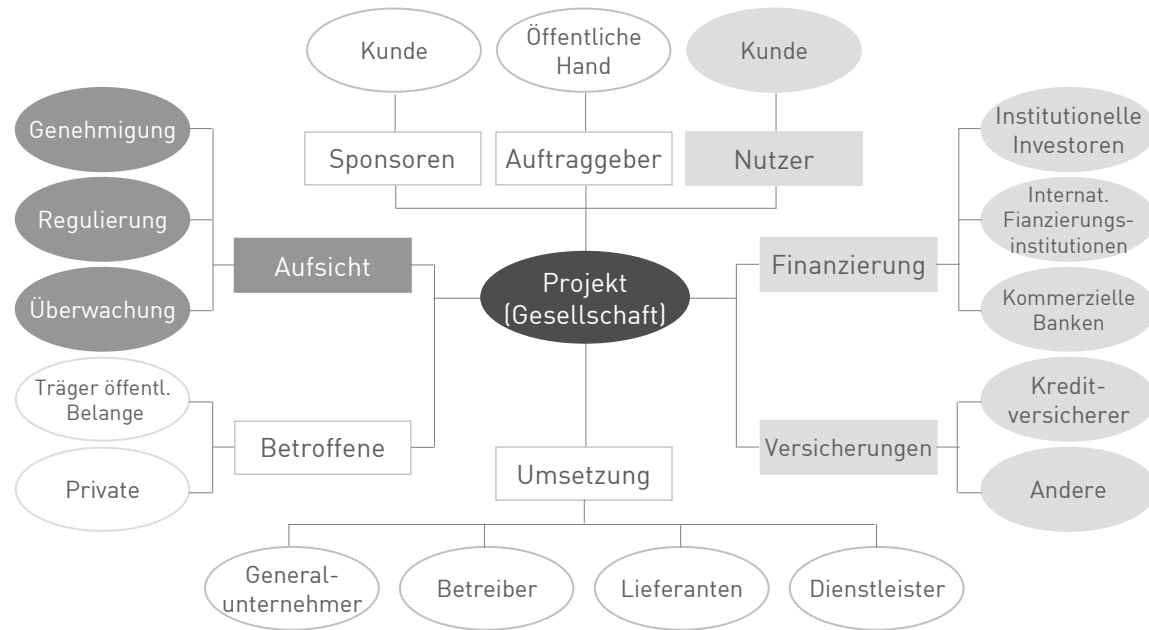 Kunde
Öffentliche
Hand
Kunde
Genehmigung
Regulierung
Überwachung
Sponsoren
Auftraggeber
Nutzer
Institutionelle
Investoren
Internat.
Fianzierungs-
institutionen
Kommerzielle
Banken
Aufsicht
Projekt
(Gesellschaft)
Finanzierung
Träger öffentl.
Belange
Private
Betroffene
Umsetzung
Versicherungen
Kredit-
versicherer
Andere
General-
unternehmer
Betreiber
Lieferanten
Dienstleister